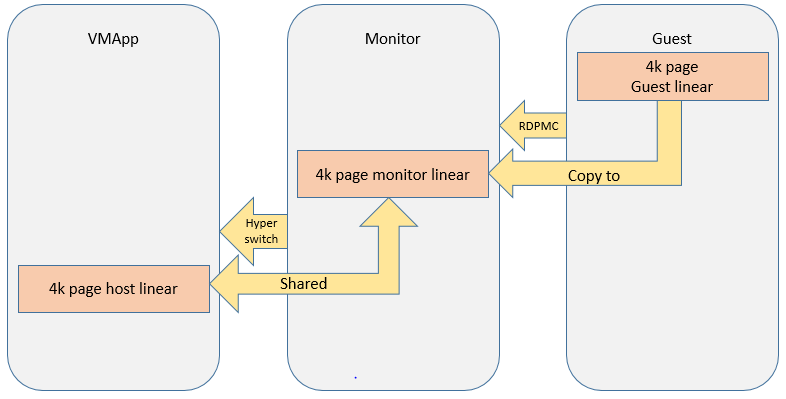 VMApp
Monitor
Guest
4k page
Guest linear
RDPMC
4k page monitor linear
Copy to
Hyper
switch
4k page host linear
Shared
.